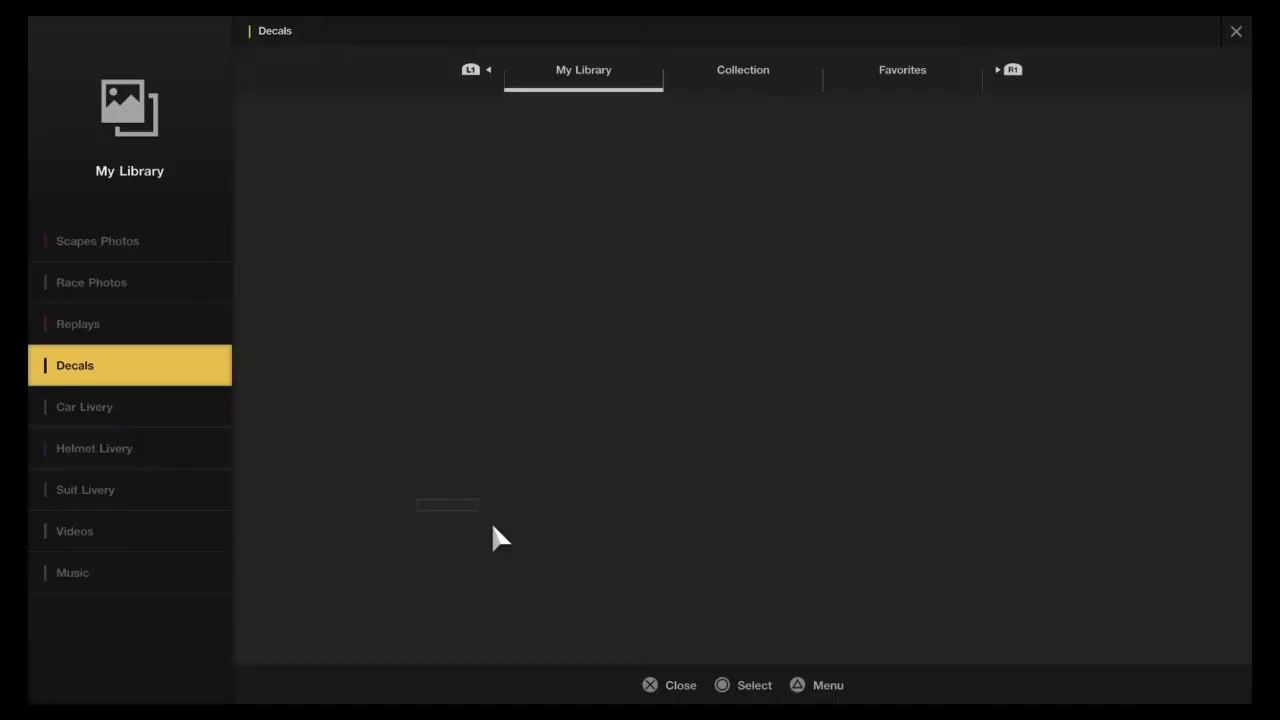 Decals
L1 My Library Collection Favorites R1
My Library
Scapes Photos
Race Photos
Replays
Decals
Car Livery
Helmet Livery
Suit Livery
Videos
Music
Close Select Menu